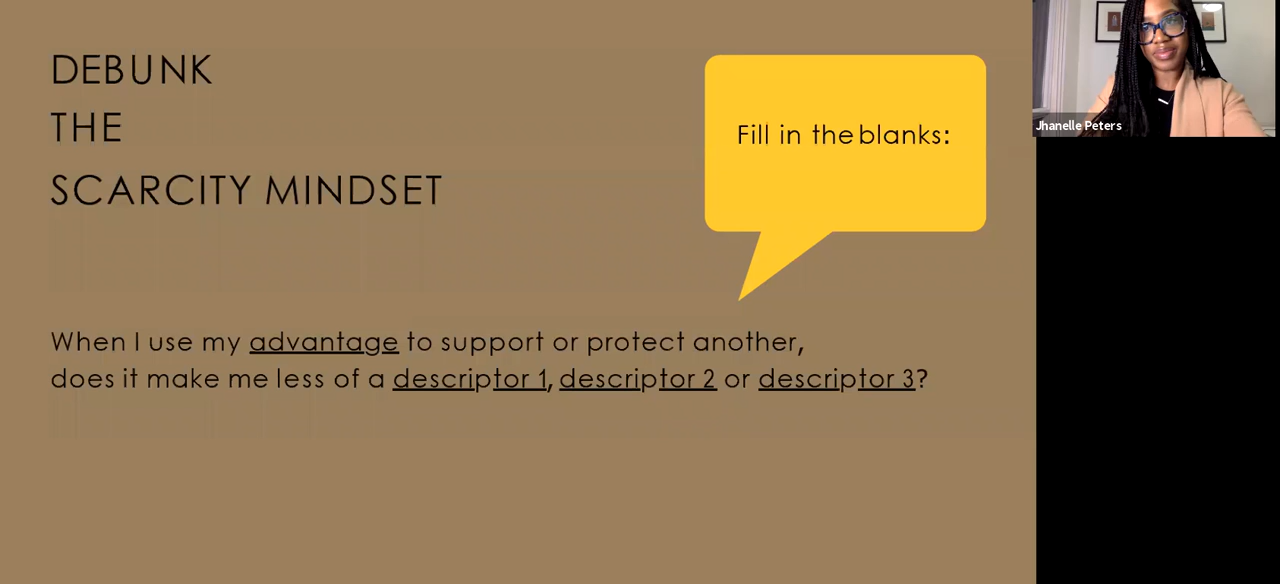 DEBUNK
THE
SCARCITY MINDSET
Fill in the blanks:
When I use my advantage to support or protect another,
does it make me less of a descriptor 1, descriptor 2 or descriptor 3?
Jhanelle Peters